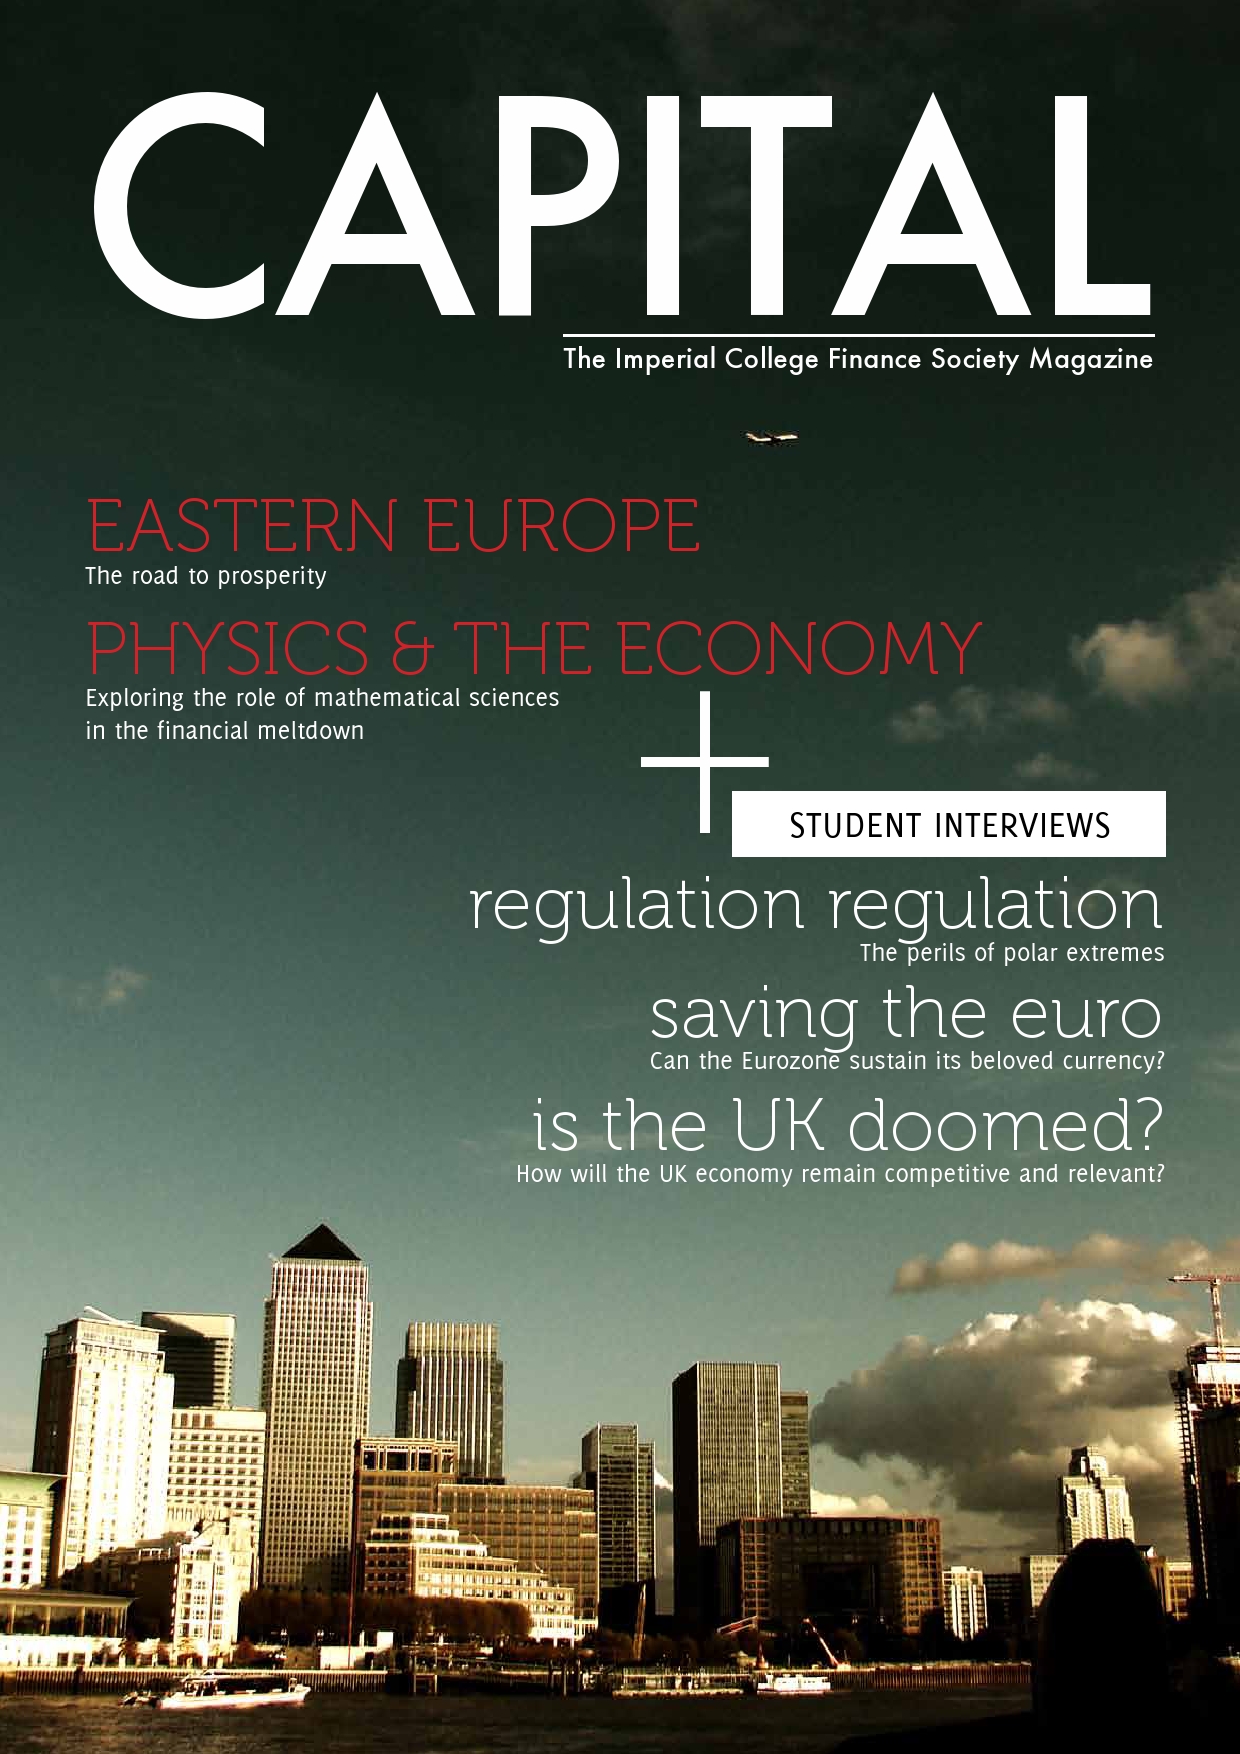 CAPITAL
The Imperial College Finance Society Magazine
EASTERN EUROPE
The road to prosperity
PHYSICS & THE ECONOMY
Exploring the role of mathematical sciences
in the financial meltdown
+
STUDENT INTERVIEWS
regulation regulation
The perils of polar extremes
saving the euro
Can the Eurozone sustain its beloved currency?
is the UK doomed?
How will the UK economy remain competitive and relevant?